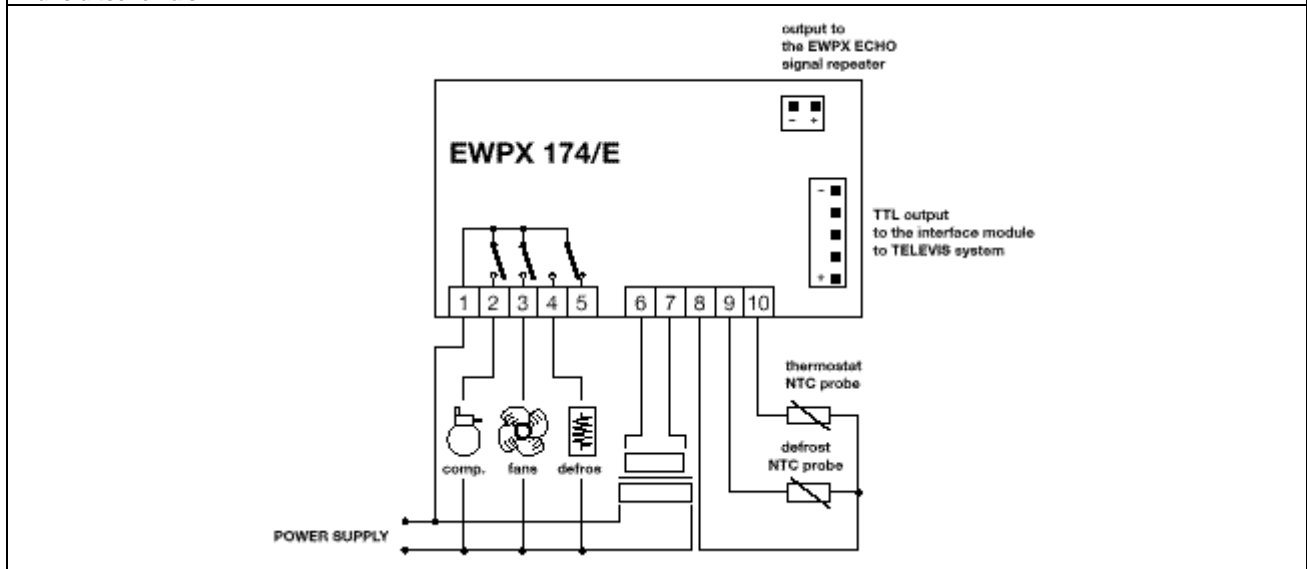 output to
the EWPX ECHO
signal repeater
- +
EWPX 174/E
-
TTL output
to the interface module
to TELEVIS system
+
1 2 3 4 5 6 7 8 9 10
thermostat
NTC probe
defrost
NTC probe
comp. fans defros
POWER SUPPLY